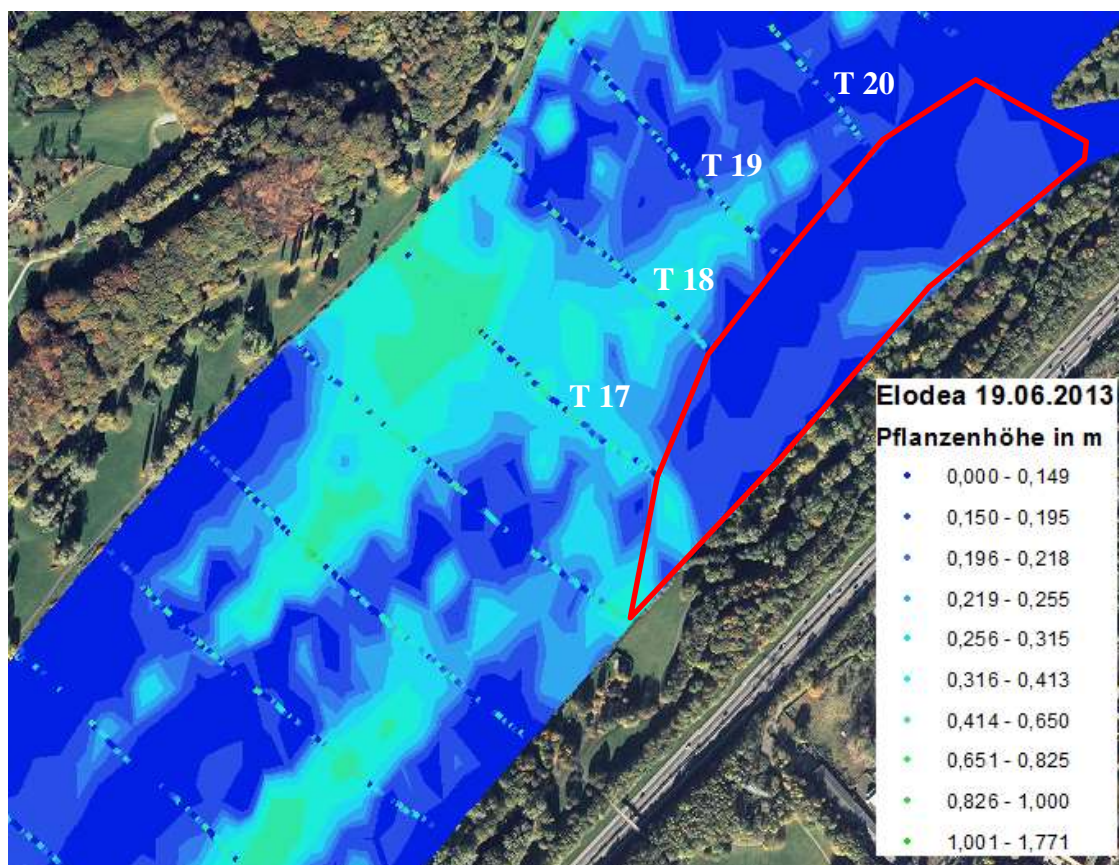 T 20
T 19
T 18
T 17
Elodea 19.06.2013
Pflanzenhöhe in m
0,000 - 0,149
0,150 - 0,195
0,196 - 0,218
0,219 - 0,255
0,256 - 0,315
0,316 - 0,413
0,414 - 0,650
0,651 - 0,825
0,826 - 1,000
1,001 - 1,771